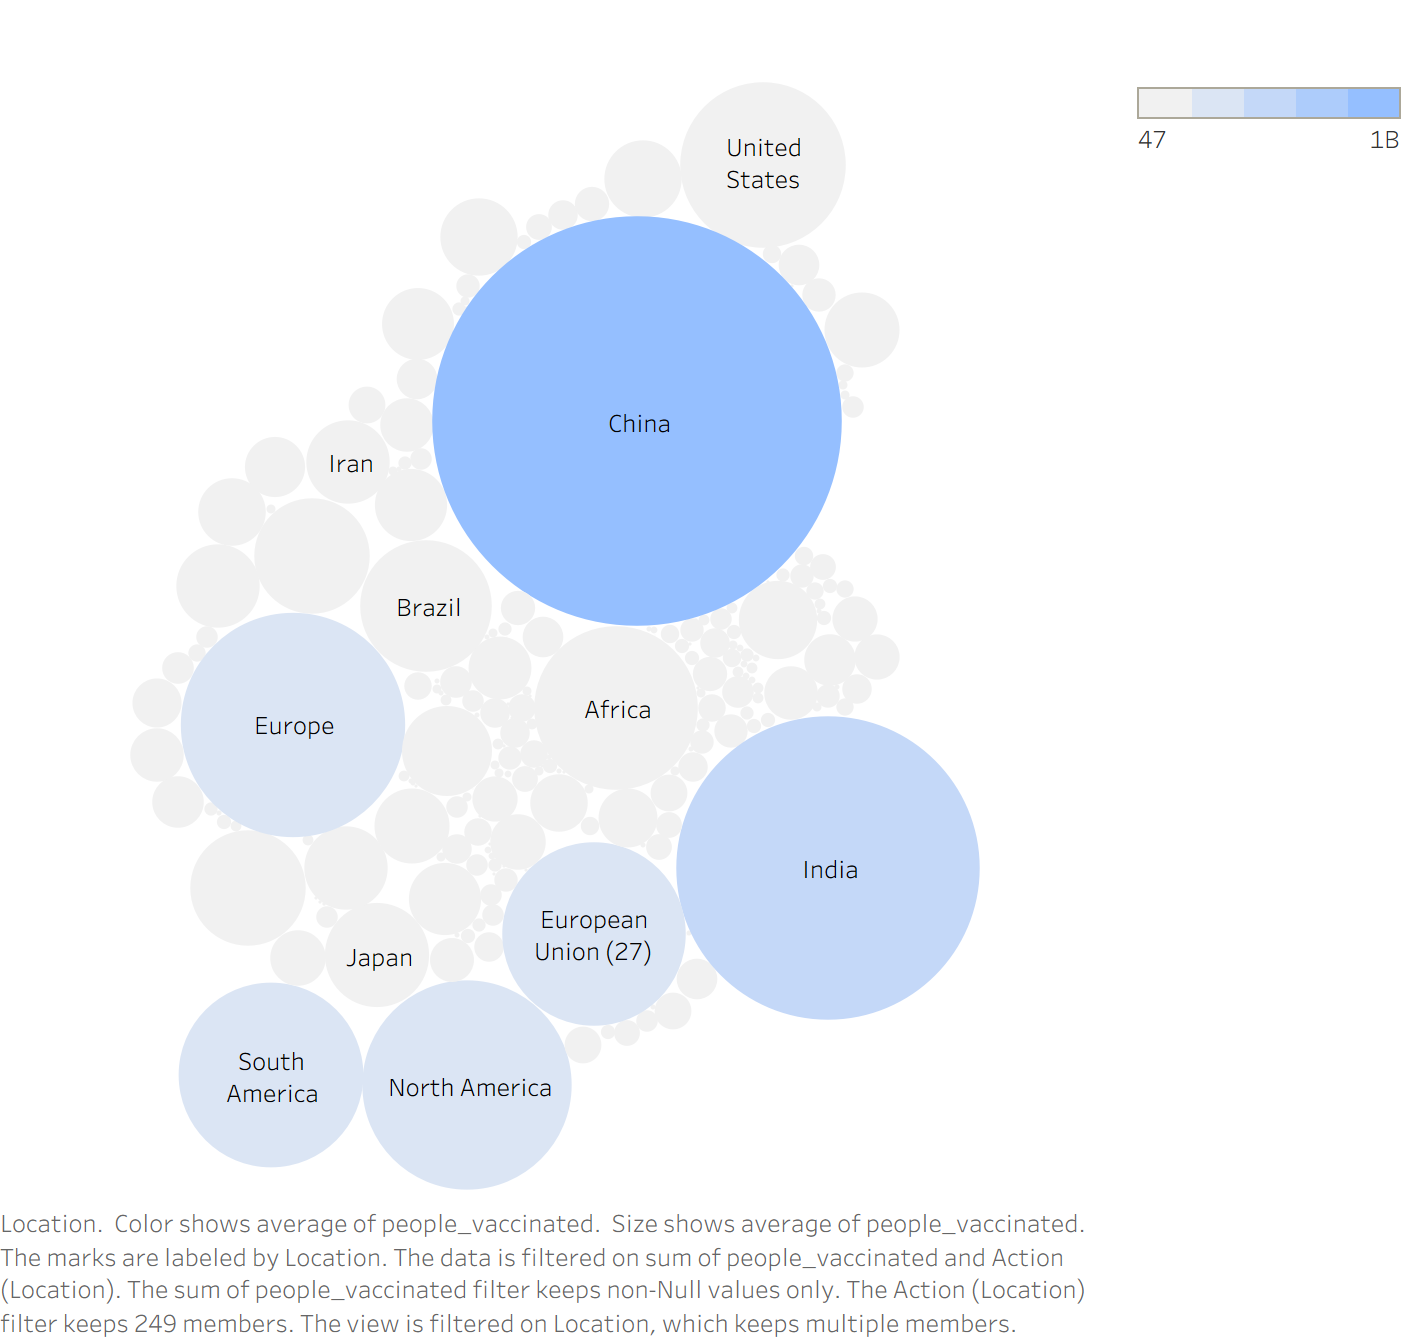 47
1B
United
States
China
Iran
Brazil
Africa
Europe
India
European
Union (27)
Japan
South
America
North America
Location.  Color shows average of people_vaccinated.  Size shows average of people_vaccinated.
The marks are labeled by Location. The data is filtered on sum of people_vaccinated and Action
(Location). The sum of people_vaccinated filter keeps non-Null values only. The Action (Location)
filter keeps 249 members. The view is filtered on Location, which keeps multiple members.